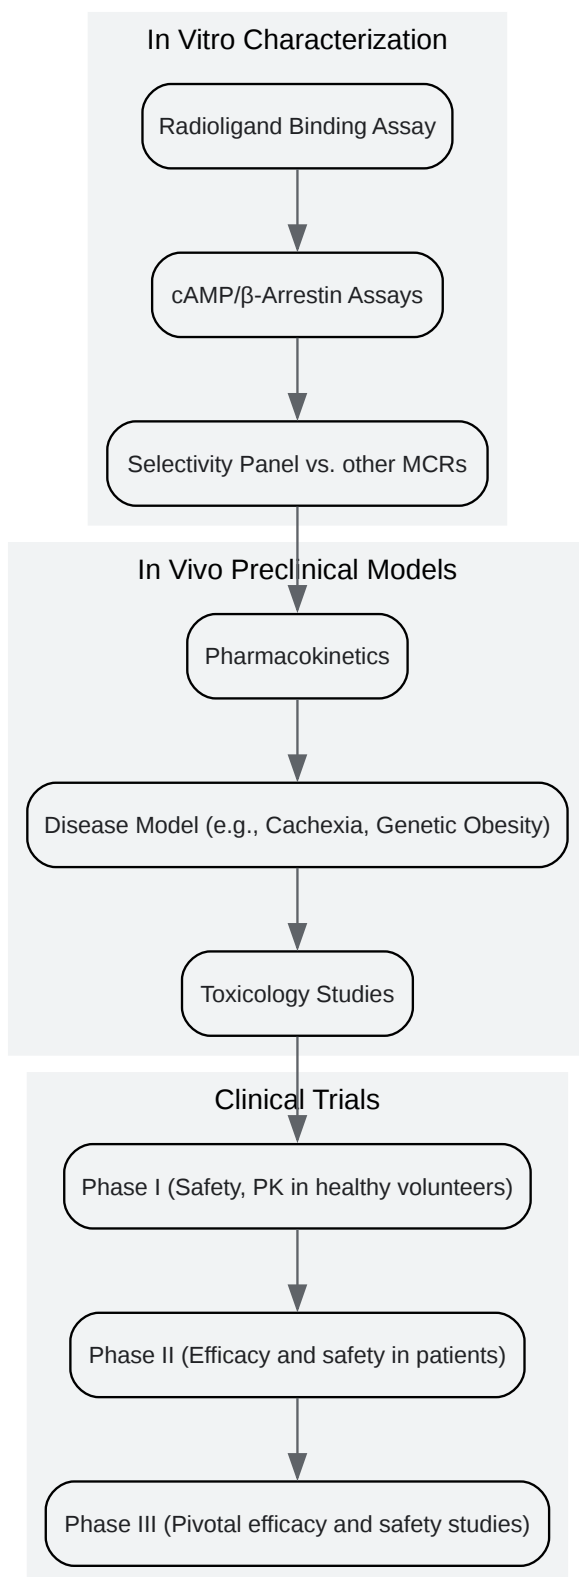 In Vitro Characterization
Radioligand Binding Assay
cAMP/β-Arrestin Assays
Selectivity Panel vs. other MCRs
In Vivo Preclinical Models
Pharmacokinetics
Disease Model (e.g., Cachexia, Genetic Obesity)
Toxicology Studies
Clinical Trials
Phase I (Safety, PK in healthy volunteers)
Phase II (Efficacy and safety in patients)
Phase III (Pivotal efficacy and safety studies)